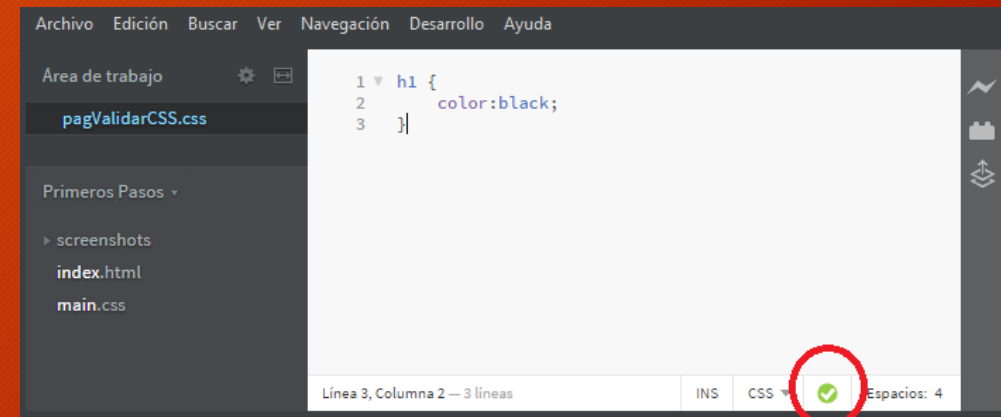 Archivo Edición Buscar Ver Navegación Desarrollo Ayuda
Área de trabajo
pagValidarCSS.css
Primeros Pasos
screenshots
index.html
main.css
1 h1 {
2 color:black;
3 }
Línea 3, Columna 2 — 3 líneas INS CSS Espacios: 4